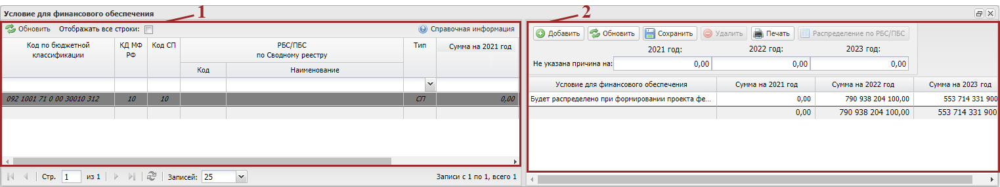 Условие для финансового обеспечения
1
2
Обновить Отображать все строки: Справочная информация
Код по бюджетной классификации КД МФ РФ Код СП РБС/ПБС по Сводному реестру Тип Сумма на 2021 год
Код Наименование
092 1001 71 0 00 30010 312 10 10 СП 0,00
Стр. 1 из 1 Записей: 25 Записи с 1 по 1, всего 1
Добавить Обновить Сохранить Удалить Печать Распределение по РБС/ПБС
2021 год: 2022 год: 2023 год:
Не указана причина на: 0,00 0,00 0,00
Условие для финансового обеспечения Сумма на 2021 год Сумма на 2022 год Сумма на 2023 год
Будет распределено при формировании проекта фе... 0,00 790 938 204 100,00 553 714 331 900
0,00 790 938 204 100,00 553 714 331 900